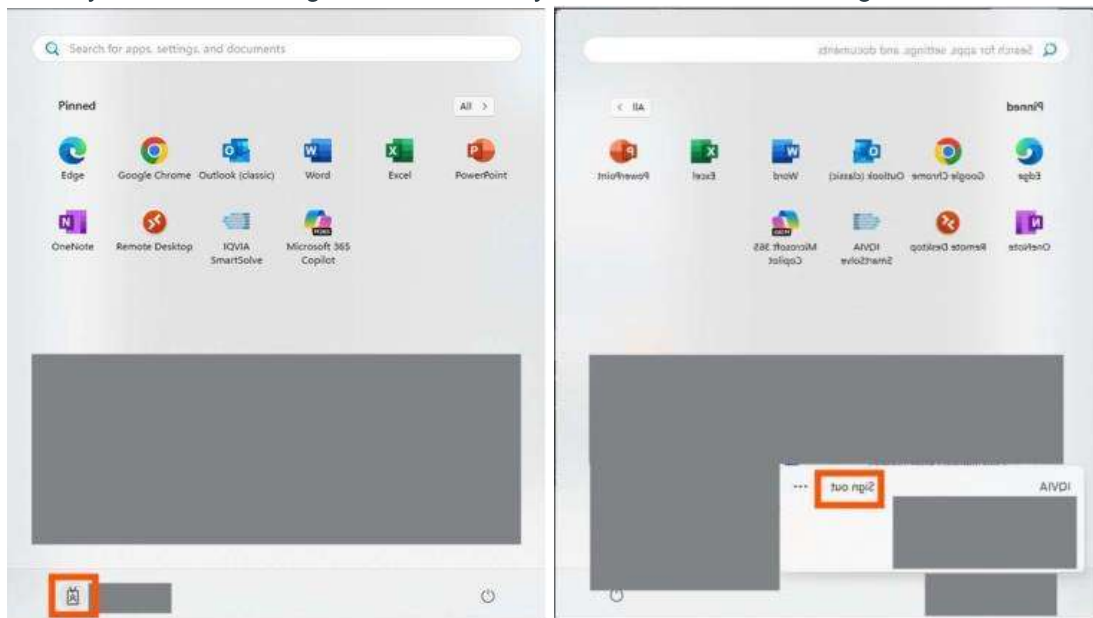 Search for apps, settings, and documents
Pinned
All >
Edge
Google Chrome
Outlook (classic)
Word
Excel
PowerPoint
OneNote
Remote Desktop
IQVIA
SmartSolve
Microsoft 365
Copilot
Search for apps, settings, and documents
Pinned
All >
Edge
Google Chrome
Outlook (classic)
Word
Excel
PowerPoint
OneNote
Remote Desktop
IQVIA
SmartSolve
Microsoft 365
Copilot
IQVIA
Sign out
...